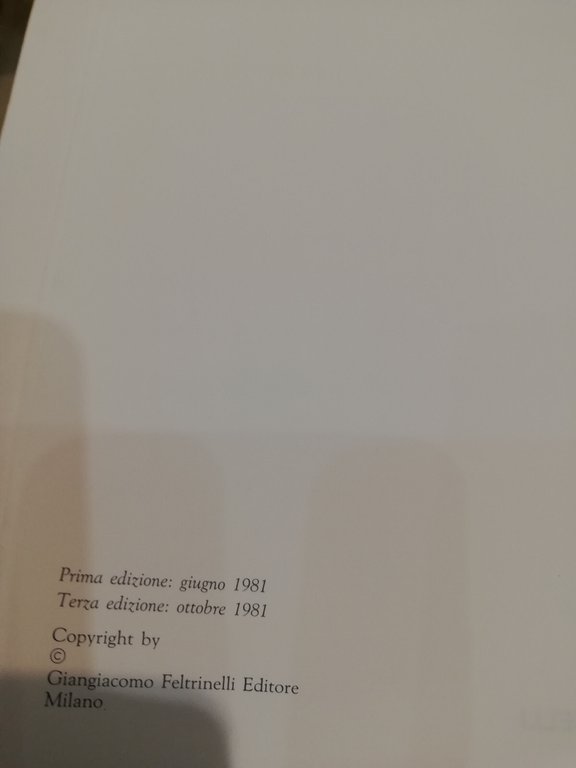 Prima edizione: giugno 1981
Terza edizione: ottobre 1981
Copyright by
©
Giangiacomo Feltrinelli Editore
Milano